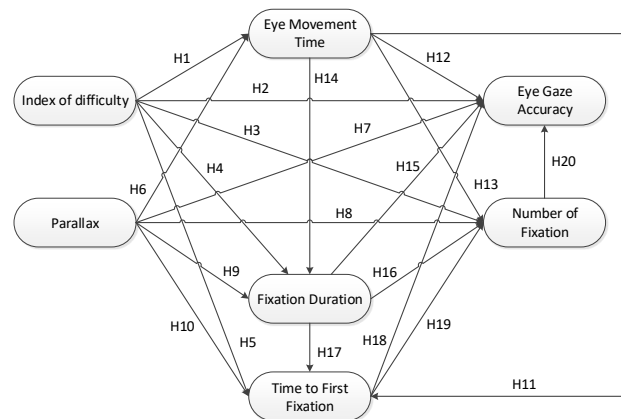 Eye Movement
Time
H1
H12
H14
H2
Index of difficulty
Eye Gaze
Accuracy
H3
H7
H4
H15
H20
H6
H13
Parallax
H8
Number of
Fixation
H9
H16
Fixation Duration
H10
H5
H17
H18
H19
Time to First
Fixation
H11